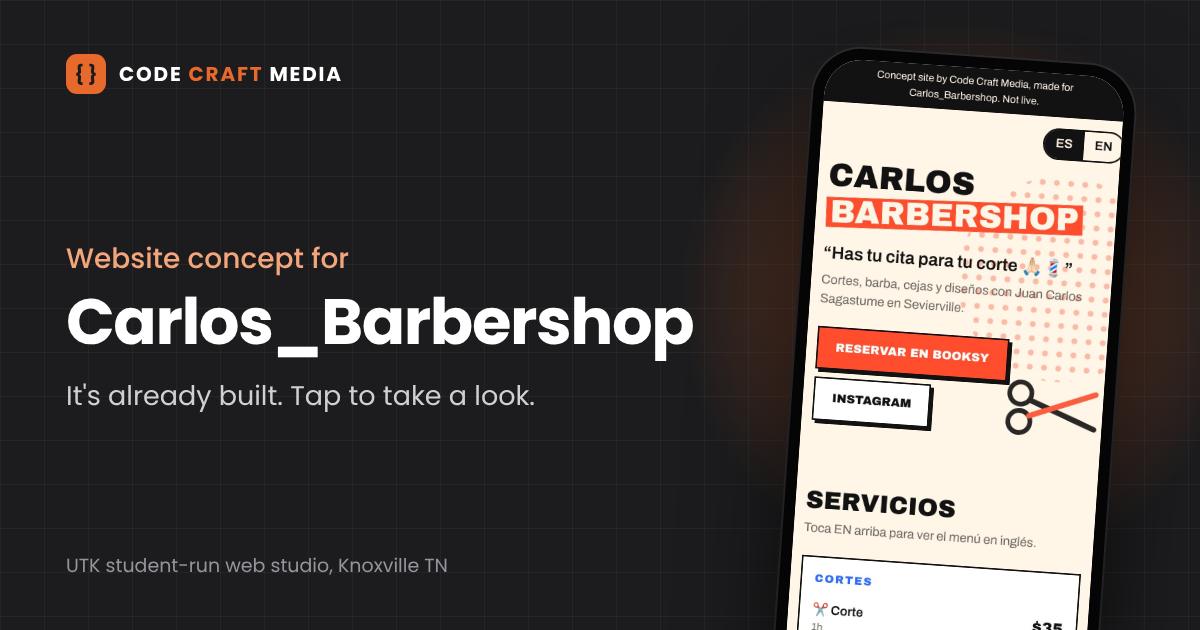 { } CODE CRAFT MEDIA
Website concept for
Carlos_Barbershop
It's already built. Tap to take a look.
UTK student-run web studio, Knoxville TN
Concept site by Code Craft Media, made for
Carlos_Barbershop. Not live.
ES EN
CARLOS
BARBERSHOP
“Has tu cita para tu corte 🙏🏼 💈”
Cortes, barba, cejas y diseños con Juan Carlos
Sagastume en Sevierville.
RESERVAR EN BOOKSY
INSTAGRAM
SERVICIOS
Toca EN arriba para ver el menú en inglés.
CORTES
✂️ Corte
1h
$35